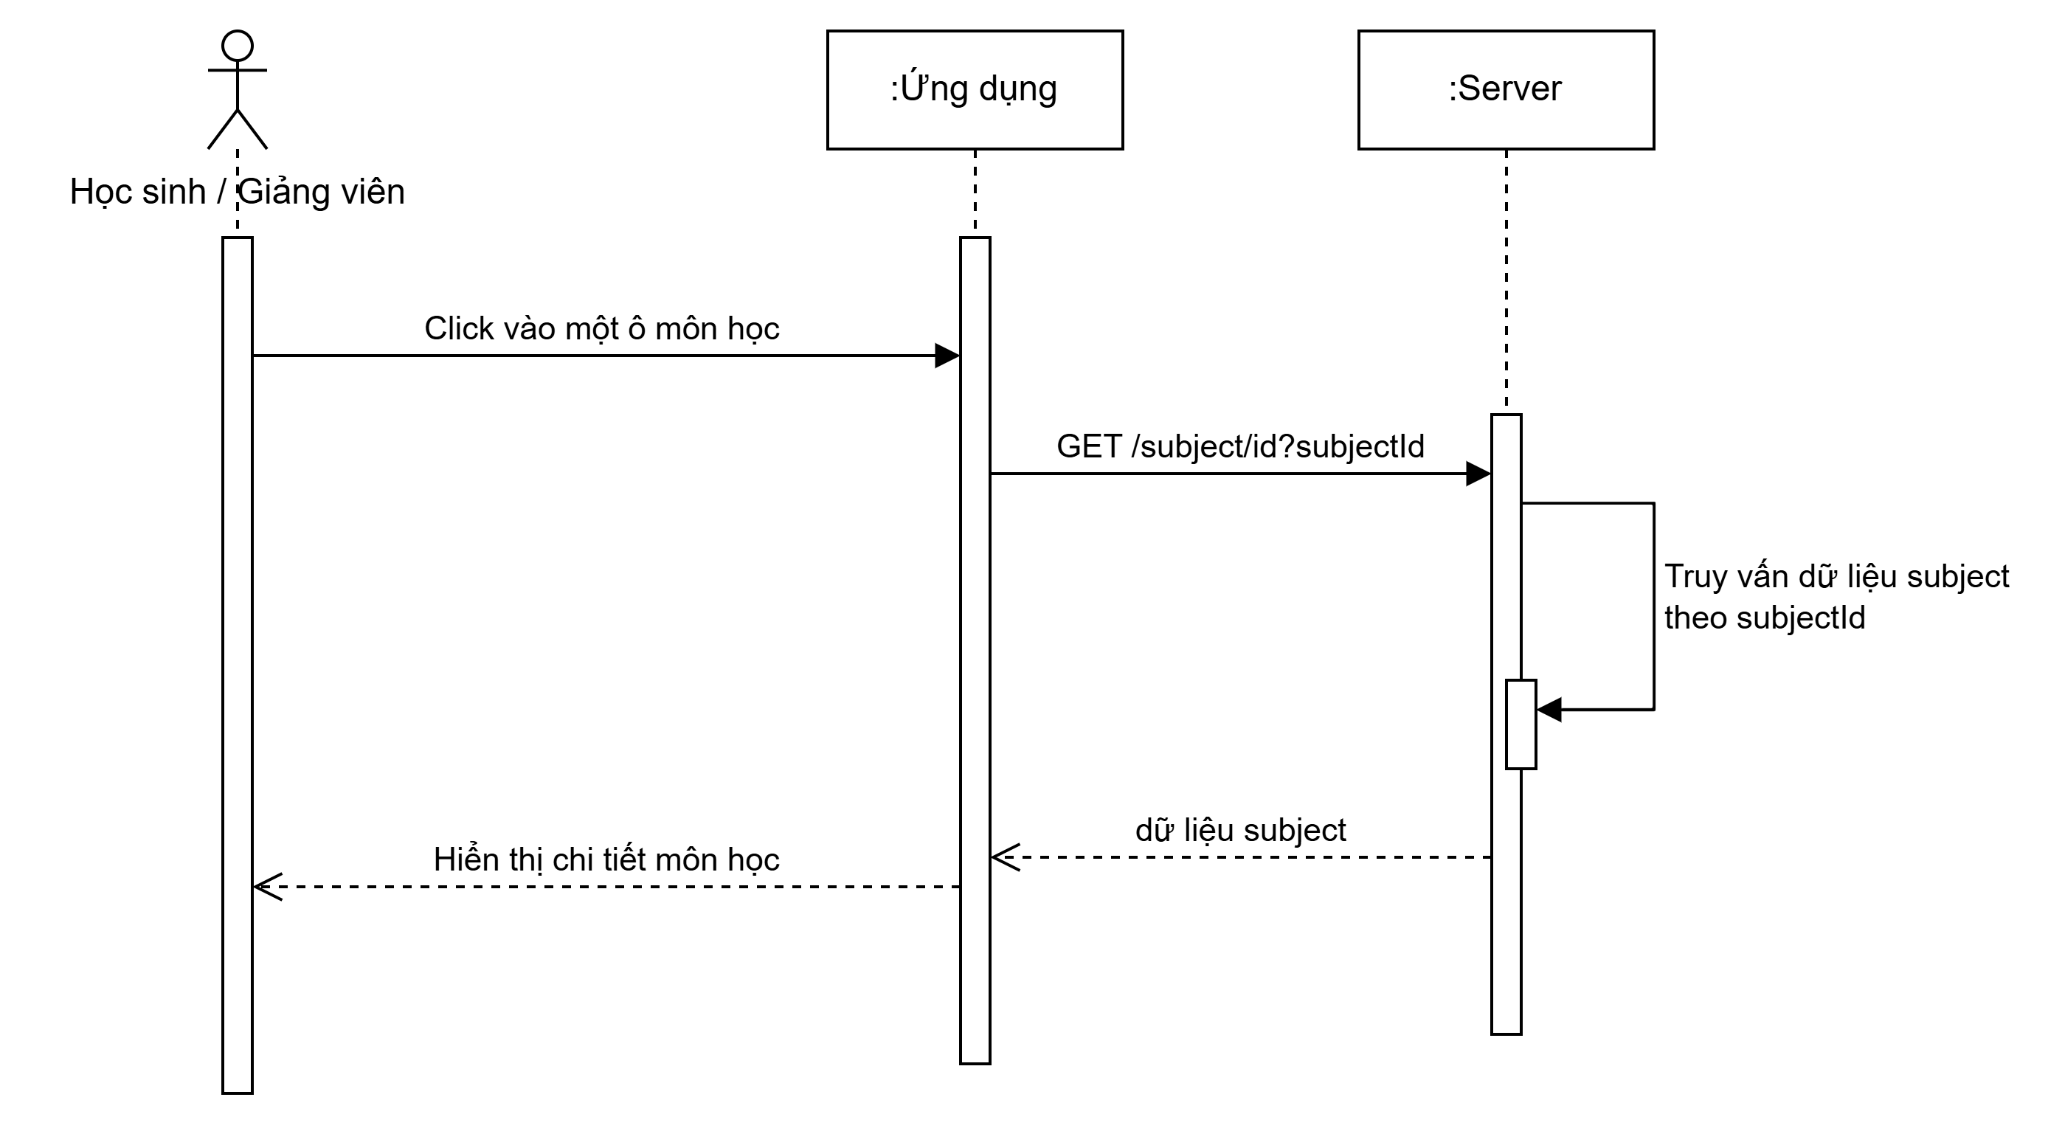 :Ứng dụng
:Server
Học sinh / Giảng viên
Click vào một ô môn học
GET /subject/id?subjectId
Truy vấn dữ liệu subject
theo subjectId
dữ liệu subject
Hiển thị chi tiết môn học